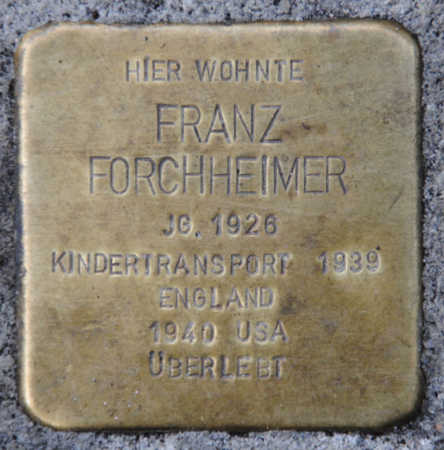 HIER WOHNTE
FRANZ
FORCHHEIMER
JG. 1926
KINDERTRANSPORT 1939
ENGLAND
1940 USA
ÜBERLEBT